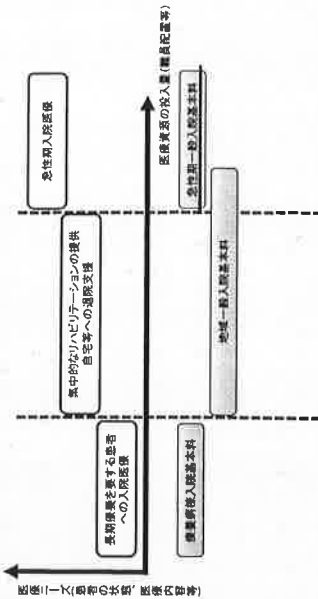 医療ニーズ(患者の状態、医療内容等)
急性期入院医療
集中的なリハビリテーションの提供
自宅等への退院支援
長期療養を要する患者
への入院医療
医療資源の投入量(職員配置等)
急性期一般入院基本料
地域一般入院基本料
療養病棟入院基本料